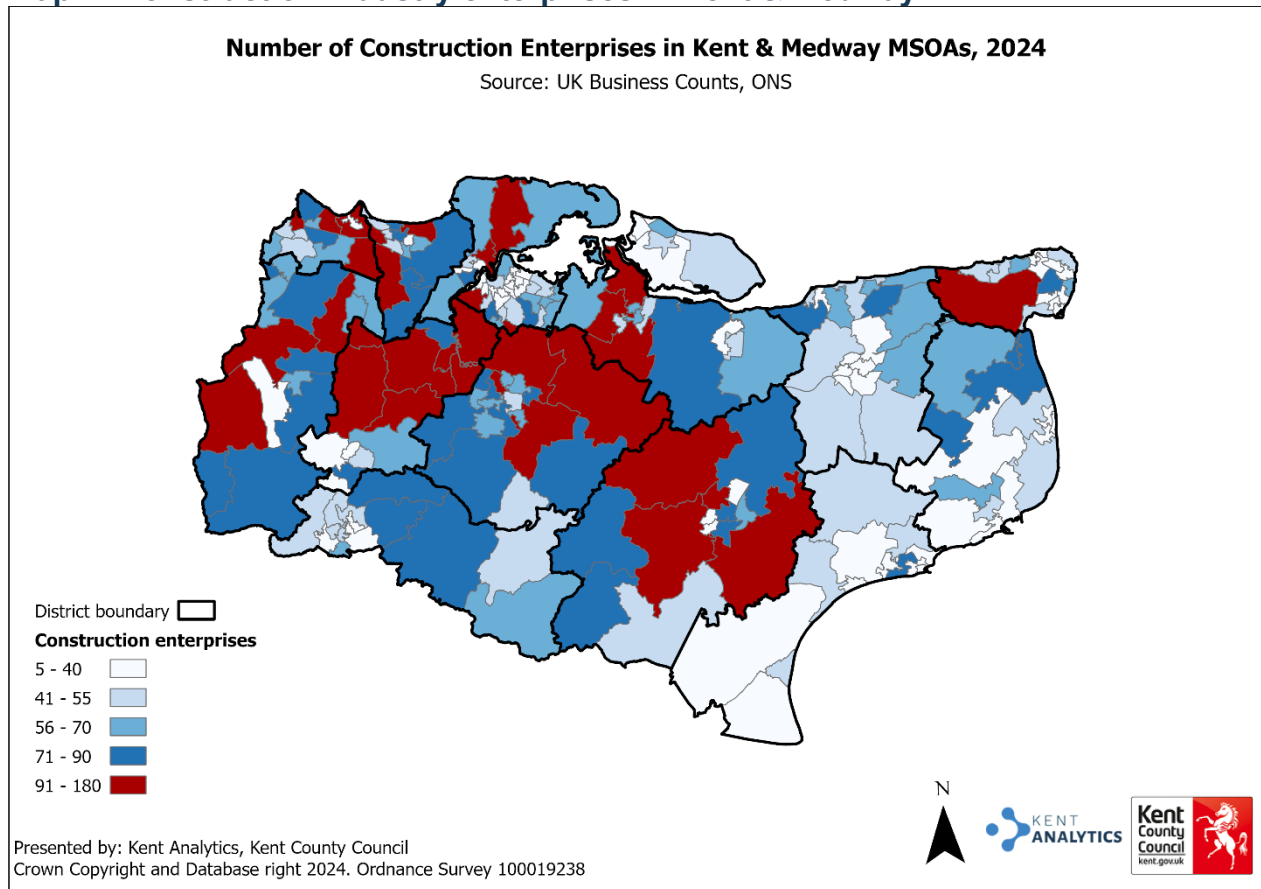 Number of Construction Enterprises in Kent & Medway MSOAs, 2024
Source: UK Business Counts, ONS
District boundary
Construction enterprises
5 - 40
41 - 55
56 - 70
71 - 90
91 - 180
N
KENT
ANALYTICS
Kent
County
Council
kent.gov.uk
Presented by: Kent Analytics, Kent County Council
Crown Copyright and Database right 2024. Ordnance Survey 100019238